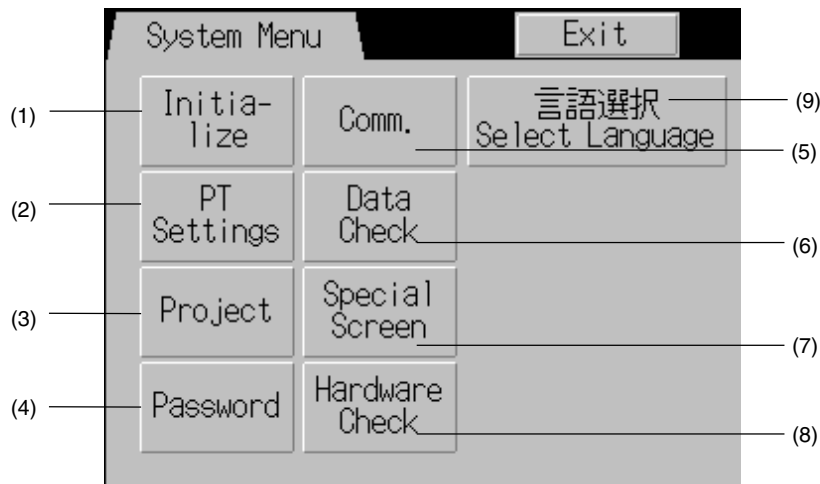 System Menu
Exit
(1)
Initia-
lize
Comm.
言語選択
Select Language
(9)
(5)
(2)
PT
Settings
Data
Check
(6)
(3)
Project
Special
Screen
(7)
(4)
Password
Hardware
Check
(8)